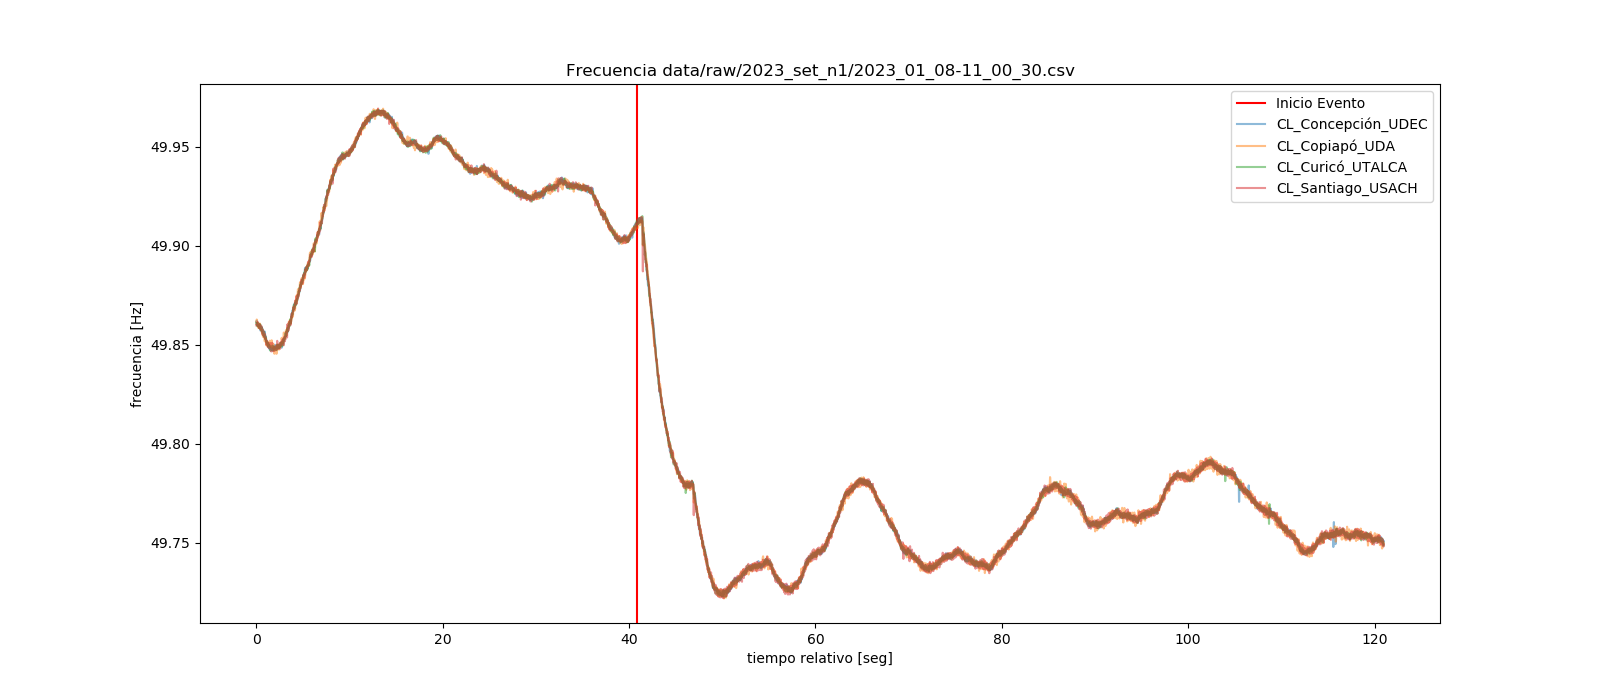 Frecuencia data/raw/2023_set_n1/2023_01_08-11_00_30.csv
Inicio Evento
CL_Concepción_UDEC
CL_Copiapó_UDA
CL_Curicó_UTALCA
CL_Santiago_USACH
frecuencia [Hz]
49.95
49.90
49.85
49.80
49.75
0 20 40 60 80 100 120
tiempo relativo [seg]